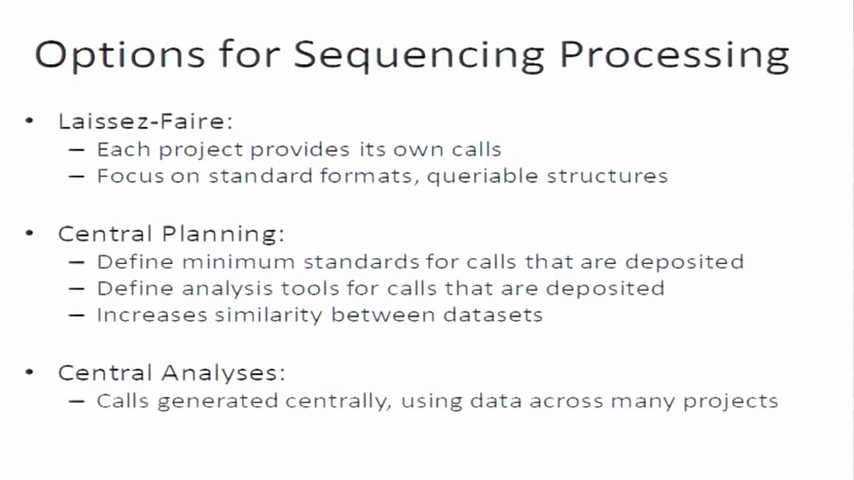 Options for Sequencing Processing
• Laissez-Faire:
– Each project provides its own calls
– Focus on standard formats, queriable structures
• Central Planning:
– Define minimum standards for calls that are deposited
– Define analysis tools for calls that are deposited
– Increases similarity between datasets
• Central Analyses:
– Calls generated centrally, using data across many projects